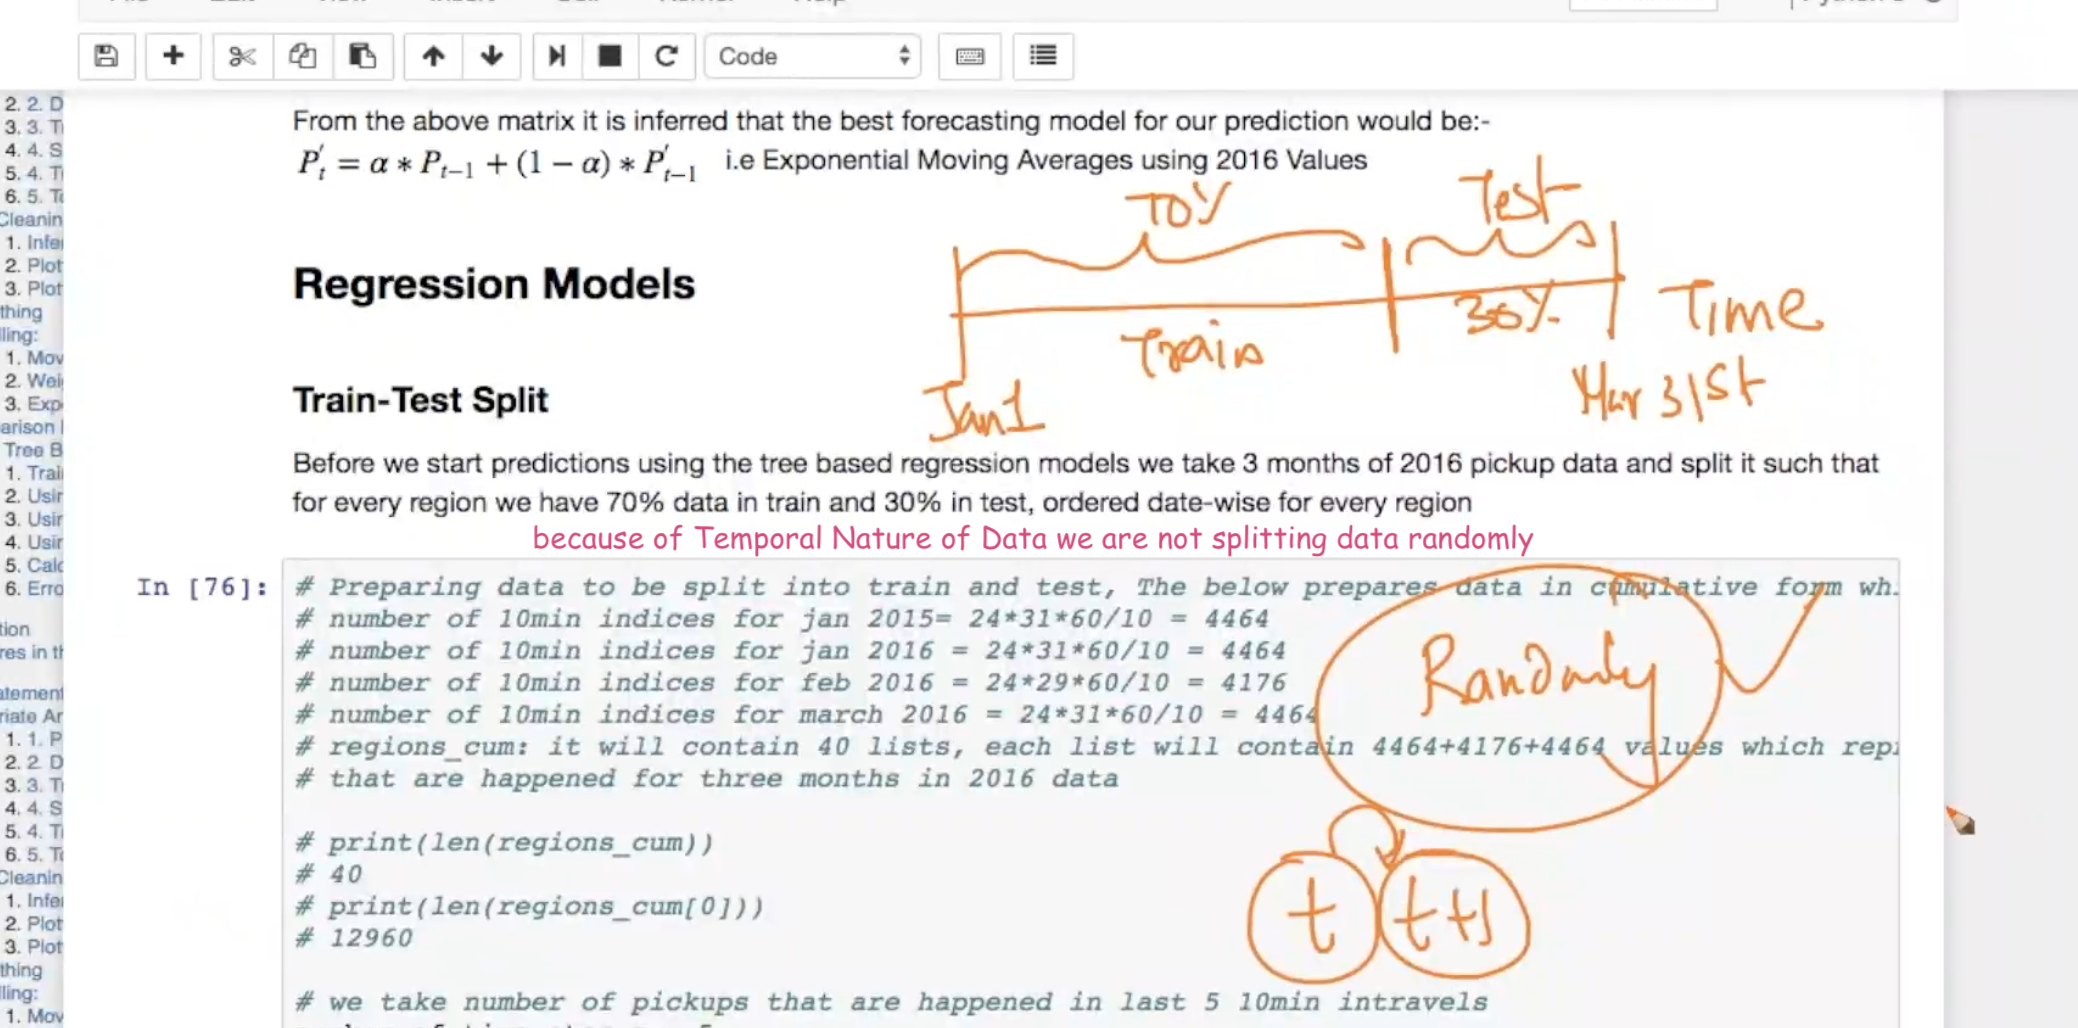 Code
2. 2. D
3. 3. T
4. 4. S
5. 4. T
6. 5. T
Cleanin
1. Infe
2. Plot
3. Plot
thing
lling:
1. Mov
2. Wei
3. Exp
arison
Tree B
1. Trai
2. Usin
3. Usin
4. Usin
5. Calc
6. Erro
tion
res in th
atement
riate An
1. 1. P
2. 2. D
3. 3. T
4. 4. S
5. 4. T
6. 5. T
Cleanin
1. Infe
2. Plot
3. Plot
thing
lling:
1. Mov
From the above matrix it is inferred that the best forecasting model for our prediction would be:-
P′t = α ∗ Pt−1 + (1 − α) ∗ P′t−1 i.e Exponential Moving Averages using 2016 Values
70% Test
Regression Models
Train 30% Time
Jan 1 Mar 31st
Train-Test Split
Before we start predictions using the tree based regression models we take 3 months of 2016 pickup data and split it such that
for every region we have 70% data in train and 30% in test, ordered date-wise for every region
because of Temporal Nature of Data we are not splitting data randomly
In [76]: # Preparing data to be split into train and test, The below prepares data in cumulative form wh
# number of 10min indices for jan 2015= 24*31*60/10 = 4464
# number of 10min indices for jan 2016 = 24*31*60/10 = 4464
# number of 10min indices for feb 2016 = 24*29*60/10 = 4176
# number of 10min indices for march 2016 = 24*31*60/10 = 4464
Randomly
# regions_cum: it will contain 40 lists, each list will contain 4464+4176+4464 values which rep
# that are happened for three months in 2016 data
# print(len(regions_cum))
# 40
# print(len(regions_cum[0]))
# 12960
t t+1
# we take number of pickups that are happened in last 5 10min intravels